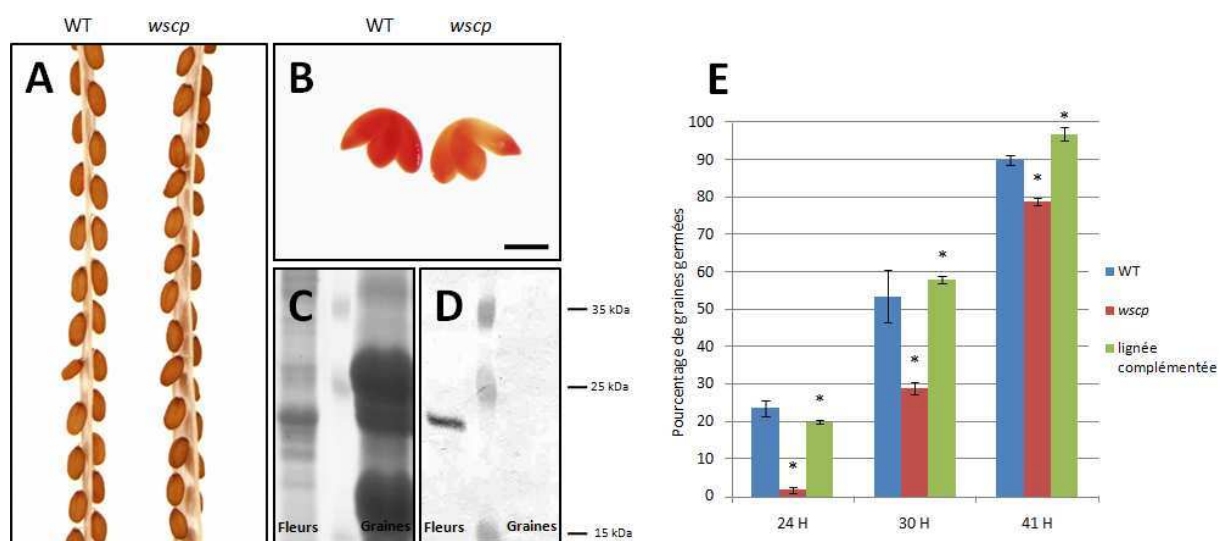 WT wscp
WT wscp
A
B
C
D
Fleurs
Graines
Fleurs
Graines
35 kDa
25 kDa
15 kDa
E
Pourcentage de graines germées
100
90
80
70
60
50
40
30
20
10
0
* * * * * *
24 H 30 H 41 H
WT
wscp
lignée
complémentée